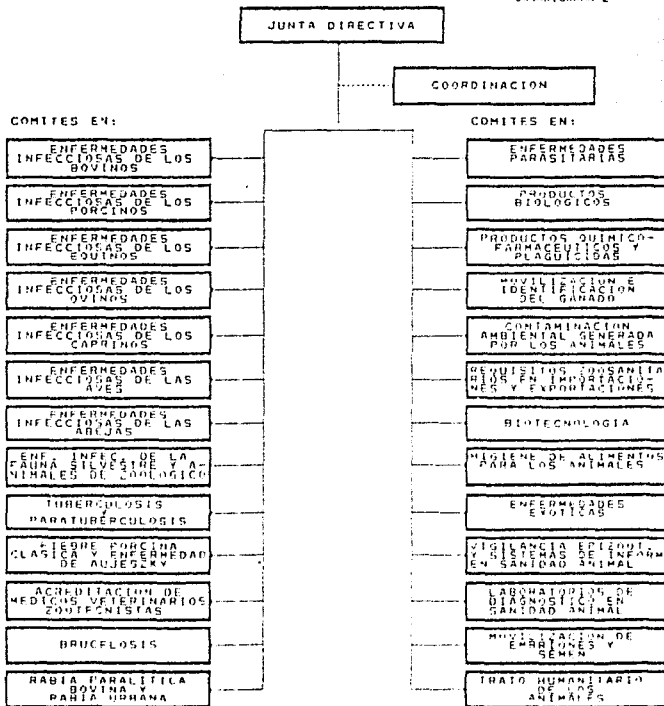 JUNTA DIRECTIVA
COORDINACION
COMITES EN:
ENFERMEDADES
INFECCIOSAS DE LOS
BOVINOS
ENFERMEDADES
INFECCIOSAS DE LOS
PORCINOS
ENFERMEDADES
INFECCIOSAS DE LOS
EQUINOS
ENFERMEDADES
INFECCIOSAS DE LOS
OVINOS
ENFERMEDADES
INFECCIOSAS DE LOS
CAPRINOS
ENFERMEDADES
INFECCIOSAS DE LAS
AVES
ENFERMEDADES
INFECCIOSAS DE LAS
ABEJAS
ENF. INFEC. DE LA
FAUNA SILVESTRE Y A-
NIMALES DE ZOOLOGICO
TUBERCULOSIS
Y
PARATUBERCULOSIS
FIEBRE PORCINA
CLASICA Y ENFERMEDAD
DE AUJESZKY
ACREDITACION DE
MEDICOS VETERINARIOS
ZOOTECNISTAS
BRUCELOSIS
RABIA PARALITICA
BOVINA Y
RABIA URBANA
COMITES EN:
ENFERMEDADES
PARASITARIAS
PRODUCTOS
BIOLOGICOS
PRODUCTOS QUIMICO-
FARMACEUTICOS Y
PLAGUICIDAS
MOVILIZACION E
IDENTIFICACION
DEL GANADO
CONTAMINACION
AMBIENTAL GENERADA
POR LOS ANIMALES
REQUISITOS ZOOSANITA
RIOS EN IMPORTACIO-
NES Y EXPORTACIONES
BIOTECNOLOGIA
HIGIENE DE ALIMENTOS
PARA LOS ANIMALES
ENFERMEDADES
EXOTICAS
VIGILANCIA EPIZOOT.
Y SISTEMAS DE INFORM
EN SANIDAD ANIMAL
LABORATORIOS DE
DIAGNOSTICO EN
SANIDAD ANIMAL
MOVILIZACION DE
EMBRIONES Y
SEMEN
TRATO HUMANITARIO
DE LOS
ANIMALES